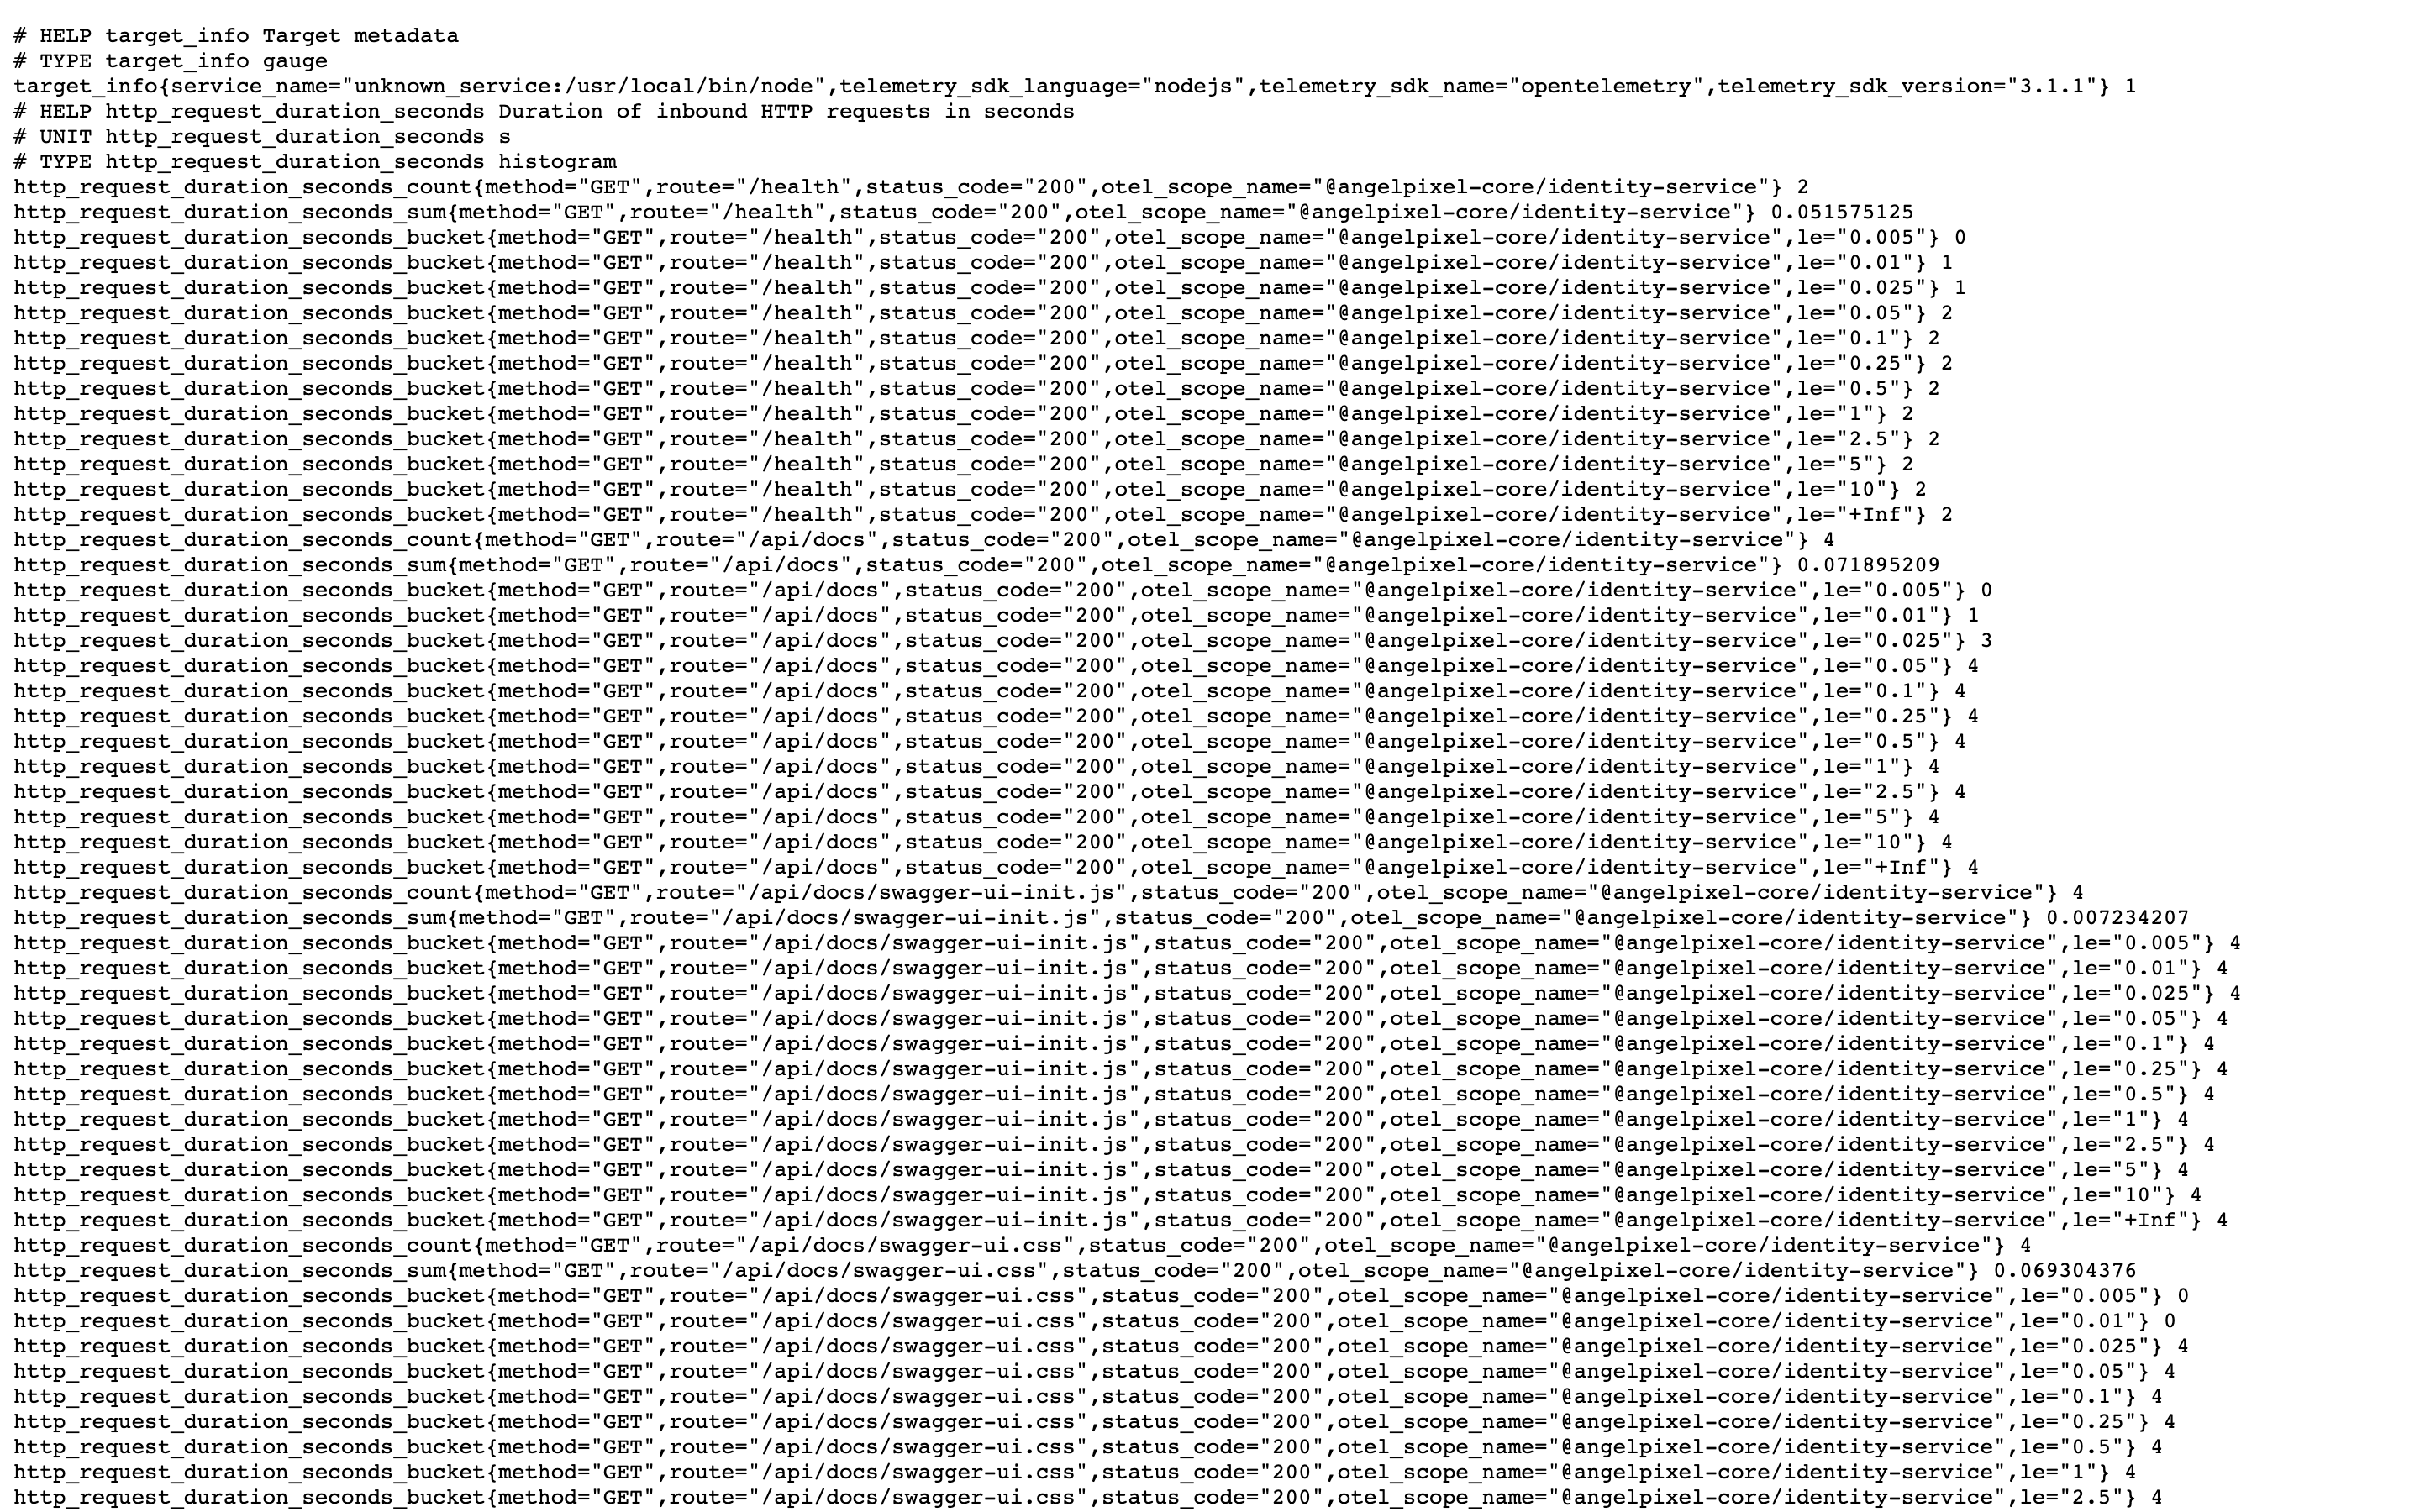 # HELP target_info Target metadata
# TYPE target_info gauge
target_info{service_name="unknown_service:/usr/local/bin/node",telemetry_sdk_language="nodejs",telemetry_sdk_name="opentelemetry",telemetry_sdk_version="3.1.1"} 1
# HELP http_request_duration_seconds Duration of inbound HTTP requests in seconds
# UNIT http_request_duration_seconds s
# TYPE http_request_duration_seconds histogram
http_request_duration_seconds_count{method="GET",route="/health",status_code="200",otel_scope_name="@angelpixel-core/identity-service"} 2
http_request_duration_seconds_sum{method="GET",route="/health",status_code="200",otel_scope_name="@angelpixel-core/identity-service"} 0.051575125
http_request_duration_seconds_bucket{method="GET",route="/health",status_code="200",otel_scope_name="@angelpixel-core/identity-service",le="0.005"} 0
http_request_duration_seconds_bucket{method="GET",route="/health",status_code="200",otel_scope_name="@angelpixel-core/identity-service",le="0.01"} 1
http_request_duration_seconds_bucket{method="GET",route="/health",status_code="200",otel_scope_name="@angelpixel-core/identity-service",le="0.025"} 1
http_request_duration_seconds_bucket{method="GET",route="/health",status_code="200",otel_scope_name="@angelpixel-core/identity-service",le="0.05"} 2
http_request_duration_seconds_bucket{method="GET",route="/health",status_code="200",otel_scope_name="@angelpixel-core/identity-service",le="0.1"} 2
http_request_duration_seconds_bucket{method="GET",route="/health",status_code="200",otel_scope_name="@angelpixel-core/identity-service",le="0.25"} 2
http_request_duration_seconds_bucket{method="GET",route="/health",status_code="200",otel_scope_name="@angelpixel-core/identity-service",le="0.5"} 2
http_request_duration_seconds_bucket{method="GET",route="/health",status_code="200",otel_scope_name="@angelpixel-core/identity-service",le="1"} 2
http_request_duration_seconds_bucket{method="GET",route="/health",status_code="200",otel_scope_name="@angelpixel-core/identity-service",le="2.5"} 2
http_request_duration_seconds_bucket{method="GET",route="/health",status_code="200",otel_scope_name="@angelpixel-core/identity-service",le="5"} 2
http_request_duration_seconds_bucket{method="GET",route="/health",status_code="200",otel_scope_name="@angelpixel-core/identity-service",le="10"} 2
http_request_duration_seconds_bucket{method="GET",route="/health",status_code="200",otel_scope_name="@angelpixel-core/identity-service",le="+Inf"} 2
http_request_duration_seconds_count{method="GET",route="/api/docs",status_code="200",otel_scope_name="@angelpixel-core/identity-service"} 4
http_request_duration_seconds_sum{method="GET",route="/api/docs",status_code="200",otel_scope_name="@angelpixel-core/identity-service"} 0.071895209
http_request_duration_seconds_bucket{method="GET",route="/api/docs",status_code="200",otel_scope_name="@angelpixel-core/identity-service",le="0.005"} 0
http_request_duration_seconds_bucket{method="GET",route="/api/docs",status_code="200",otel_scope_name="@angelpixel-core/identity-service",le="0.01"} 1
http_request_duration_seconds_bucket{method="GET",route="/api/docs",status_code="200",otel_scope_name="@angelpixel-core/identity-service",le="0.025"} 3
http_request_duration_seconds_bucket{method="GET",route="/api/docs",status_code="200",otel_scope_name="@angelpixel-core/identity-service",le="0.05"} 4
http_request_duration_seconds_bucket{method="GET",route="/api/docs",status_code="200",otel_scope_name="@angelpixel-core/identity-service",le="0.1"} 4
http_request_duration_seconds_bucket{method="GET",route="/api/docs",status_code="200",otel_scope_name="@angelpixel-core/identity-service",le="0.25"} 4
http_request_duration_seconds_bucket{method="GET",route="/api/docs",status_code="200",otel_scope_name="@angelpixel-core/identity-service",le="0.5"} 4
http_request_duration_seconds_bucket{method="GET",route="/api/docs",status_code="200",otel_scope_name="@angelpixel-core/identity-service",le="1"} 4
http_request_duration_seconds_bucket{method="GET",route="/api/docs",status_code="200",otel_scope_name="@angelpixel-core/identity-service",le="2.5"} 4
http_request_duration_seconds_bucket{method="GET",route="/api/docs",status_code="200",otel_scope_name="@angelpixel-core/identity-service",le="5"} 4
http_request_duration_seconds_bucket{method="GET",route="/api/docs",status_code="200",otel_scope_name="@angelpixel-core/identity-service",le="10"} 4
http_request_duration_seconds_bucket{method="GET",route="/api/docs",status_code="200",otel_scope_name="@angelpixel-core/identity-service",le="+Inf"} 4
http_request_duration_seconds_count{method="GET",route="/api/docs/swagger-ui-init.js",status_code="200",otel_scope_name="@angelpixel-core/identity-service"} 4
http_request_duration_seconds_sum{method="GET",route="/api/docs/swagger-ui-init.js",status_code="200",otel_scope_name="@angelpixel-core/identity-service"} 0.007234207
http_request_duration_seconds_bucket{method="GET",route="/api/docs/swagger-ui-init.js",status_code="200",otel_scope_name="@angelpixel-core/identity-service",le="0.005"} 4
http_request_duration_seconds_bucket{method="GET",route="/api/docs/swagger-ui-init.js",status_code="200",otel_scope_name="@angelpixel-core/identity-service",le="0.01"} 4
http_request_duration_seconds_bucket{method="GET",route="/api/docs/swagger-ui-init.js",status_code="200",otel_scope_name="@angelpixel-core/identity-service",le="0.025"} 4
http_request_duration_seconds_bucket{method="GET",route="/api/docs/swagger-ui-init.js",status_code="200",otel_scope_name="@angelpixel-core/identity-service",le="0.05"} 4
http_request_duration_seconds_bucket{method="GET",route="/api/docs/swagger-ui-init.js",status_code="200",otel_scope_name="@angelpixel-core/identity-service",le="0.1"} 4
http_request_duration_seconds_bucket{method="GET",route="/api/docs/swagger-ui-init.js",status_code="200",otel_scope_name="@angelpixel-core/identity-service",le="0.25"} 4
http_request_duration_seconds_bucket{method="GET",route="/api/docs/swagger-ui-init.js",status_code="200",otel_scope_name="@angelpixel-core/identity-service",le="0.5"} 4
http_request_duration_seconds_bucket{method="GET",route="/api/docs/swagger-ui-init.js",status_code="200",otel_scope_name="@angelpixel-core/identity-service",le="1"} 4
http_request_duration_seconds_bucket{method="GET",route="/api/docs/swagger-ui-init.js",status_code="200",otel_scope_name="@angelpixel-core/identity-service",le="2.5"} 4
http_request_duration_seconds_bucket{method="GET",route="/api/docs/swagger-ui-init.js",status_code="200",otel_scope_name="@angelpixel-core/identity-service",le="5"} 4
http_request_duration_seconds_bucket{method="GET",route="/api/docs/swagger-ui-init.js",status_code="200",otel_scope_name="@angelpixel-core/identity-service",le="10"} 4
http_request_duration_seconds_bucket{method="GET",route="/api/docs/swagger-ui-init.js",status_code="200",otel_scope_name="@angelpixel-core/identity-service",le="+Inf"} 4
http_request_duration_seconds_count{method="GET",route="/api/docs/swagger-ui.css",status_code="200",otel_scope_name="@angelpixel-core/identity-service"} 4
http_request_duration_seconds_sum{method="GET",route="/api/docs/swagger-ui.css",status_code="200",otel_scope_name="@angelpixel-core/identity-service"} 0.069304376
http_request_duration_seconds_bucket{method="GET",route="/api/docs/swagger-ui.css",status_code="200",otel_scope_name="@angelpixel-core/identity-service",le="0.005"} 0
http_request_duration_seconds_bucket{method="GET",route="/api/docs/swagger-ui.css",status_code="200",otel_scope_name="@angelpixel-core/identity-service",le="0.01"} 0
http_request_duration_seconds_bucket{method="GET",route="/api/docs/swagger-ui.css",status_code="200",otel_scope_name="@angelpixel-core/identity-service",le="0.025"} 4
http_request_duration_seconds_bucket{method="GET",route="/api/docs/swagger-ui.css",status_code="200",otel_scope_name="@angelpixel-core/identity-service",le="0.05"} 4
http_request_duration_seconds_bucket{method="GET",route="/api/docs/swagger-ui.css",status_code="200",otel_scope_name="@angelpixel-core/identity-service",le="0.1"} 4
http_request_duration_seconds_bucket{method="GET",route="/api/docs/swagger-ui.css",status_code="200",otel_scope_name="@angelpixel-core/identity-service",le="0.25"} 4
http_request_duration_seconds_bucket{method="GET",route="/api/docs/swagger-ui.css",status_code="200",otel_scope_name="@angelpixel-core/identity-service",le="0.5"} 4
http_request_duration_seconds_bucket{method="GET",route="/api/docs/swagger-ui.css",status_code="200",otel_scope_name="@angelpixel-core/identity-service",le="1"} 4
http_request_duration_seconds_bucket{method="GET",route="/api/docs/swagger-ui.css",status_code="200",otel_scope_name="@angelpixel-core/identity-service",le="2.5"} 4